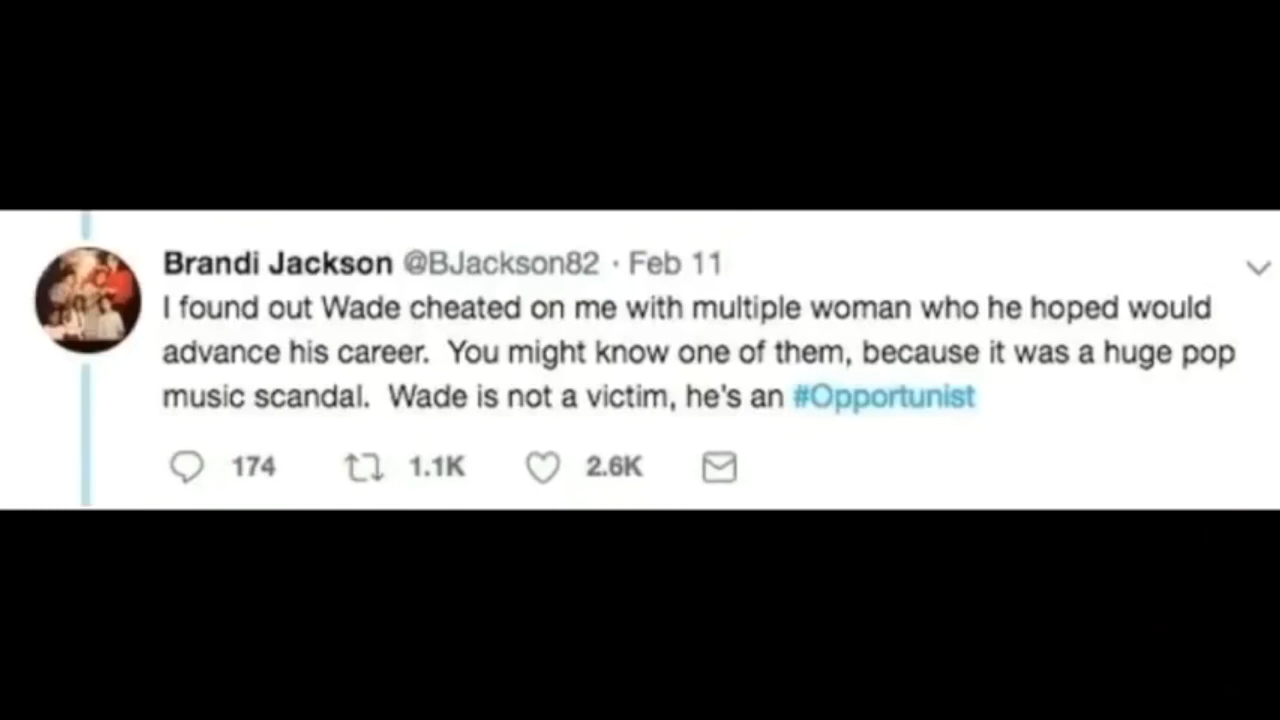 Brandi Jackson @BJackson82 · Feb 11
I found out Wade cheated on me with multiple woman who he hoped would
advance his career. You might know one of them, because it was a huge pop
music scandal. Wade is not a victim, he's an #Opportunist
174 1.1K 2.6K